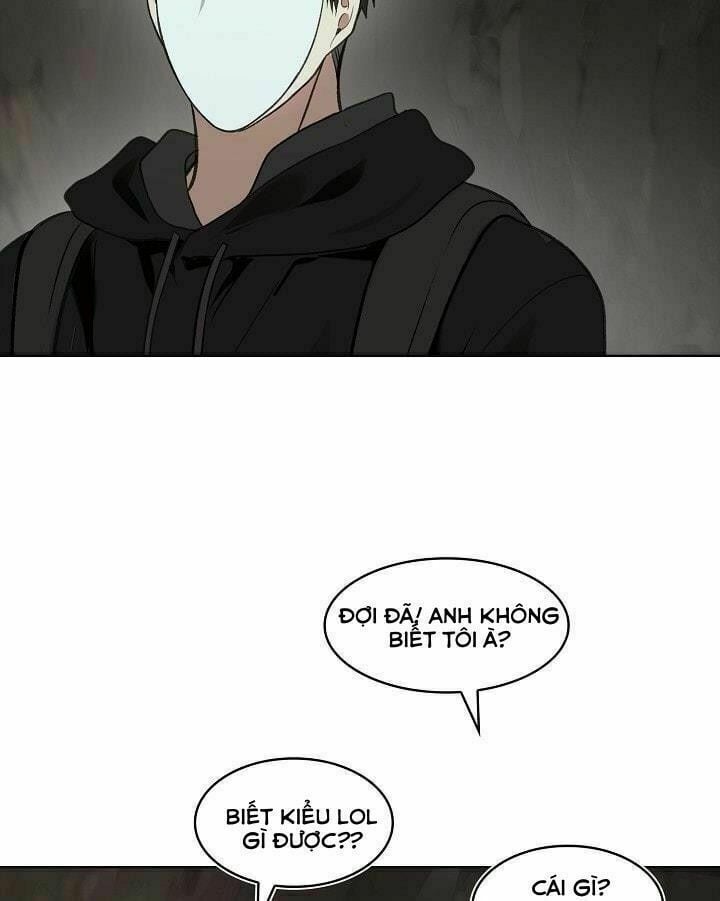 ĐỢI ĐÃ! ANH KHÔNG
BIẾT TÔI À?
BIẾT KIỂU LOL
GÌ ĐƯỢC??
CÁI GÌ?